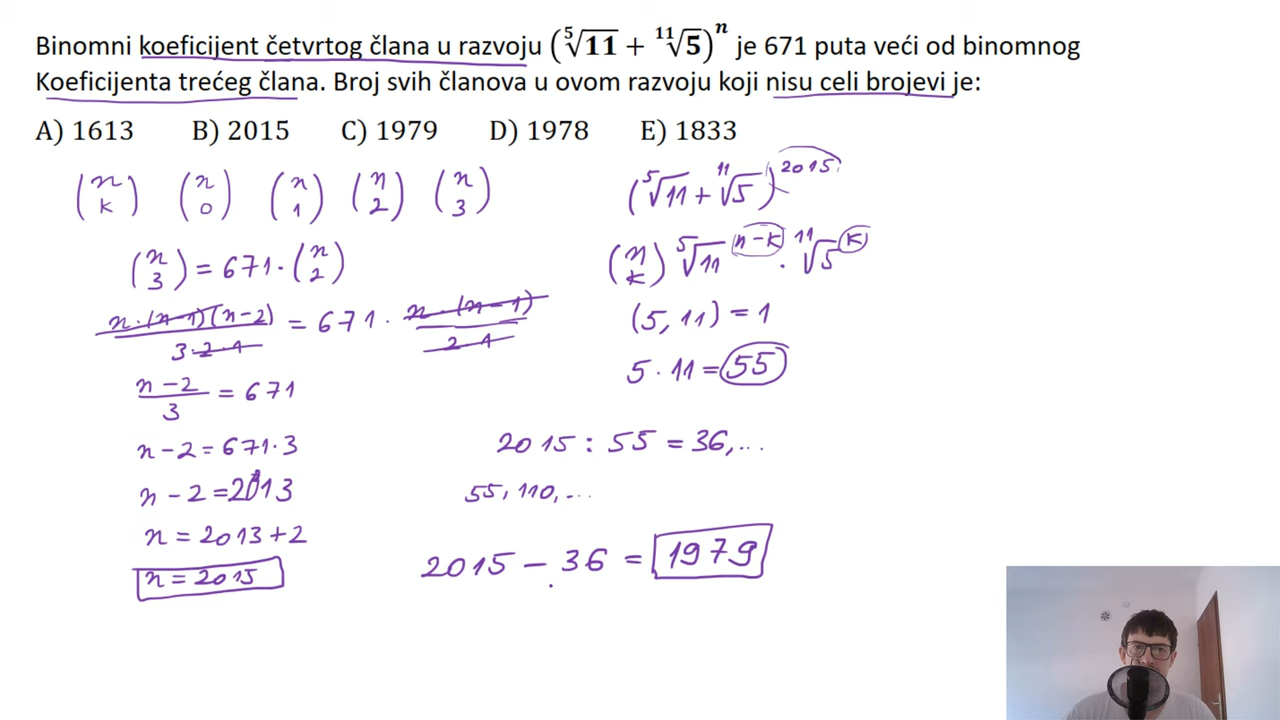 Binomni koeficijent četvrtog člana u razvoju (⁵√11 + ¹¹√5)ⁿ je 671 puta veći od binomnog
Koeficijenta trećeg člana. Broj svih članova u ovom razvoju koji nisu celi brojevi je:
A) 1613 B) 2015 C) 1979 D) 1978 E) 1833
(n k) (n 0) (n 1) (n 2) (n 3)
(n 3) = 671 · (n 2)
n·(n-1)(n-2) / 3·2·1 = 671 · n·(n-1) / 2·1
n-2 / 3 = 671
n-2 = 671·3
n-2 = 2013
n = 2013+2
n = 2015
(⁵√11 + ¹¹√5)²⁰¹⁵
(n k) ⁵√11ⁿ⁻ᵏ · ¹¹√5ᵏ
(5, 11) = 1
5 · 11 = 55
2015 : 55 = 36,...
55, 110, ...
2015 - 36 = 1979